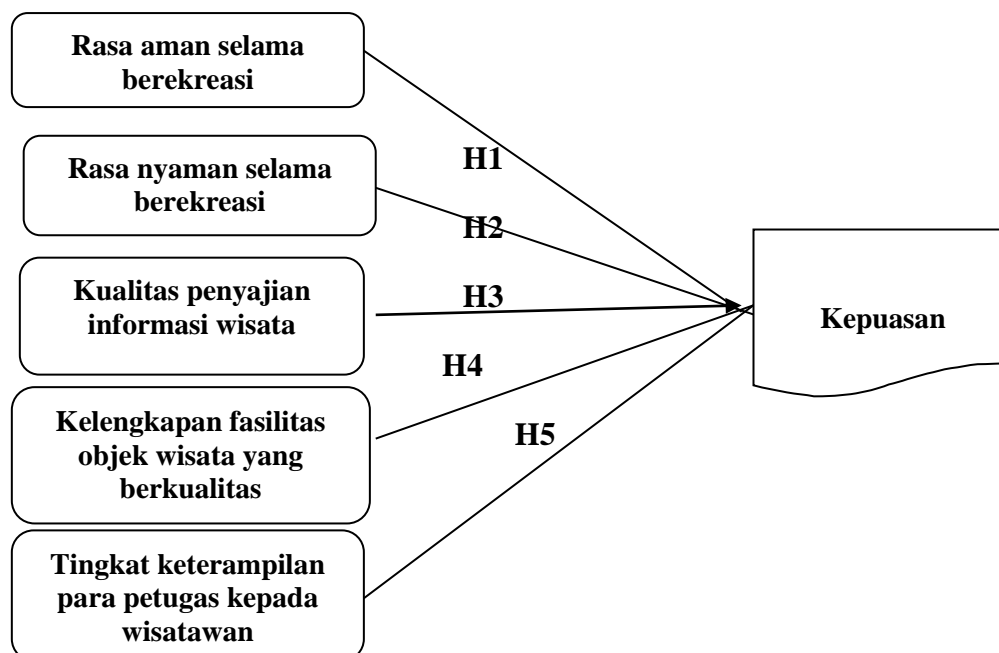 Rasa aman selama
berekreasi
H1
Rasa nyaman selama
berekreasi
H2
Kualitas penyajian
informasi wisata
H3
Kepuasan
H4
Kelengkapan fasilitas
objek wisata yang
berkualitas
H5
Tingkat keterampilan
para petugas kepada
wisatawan